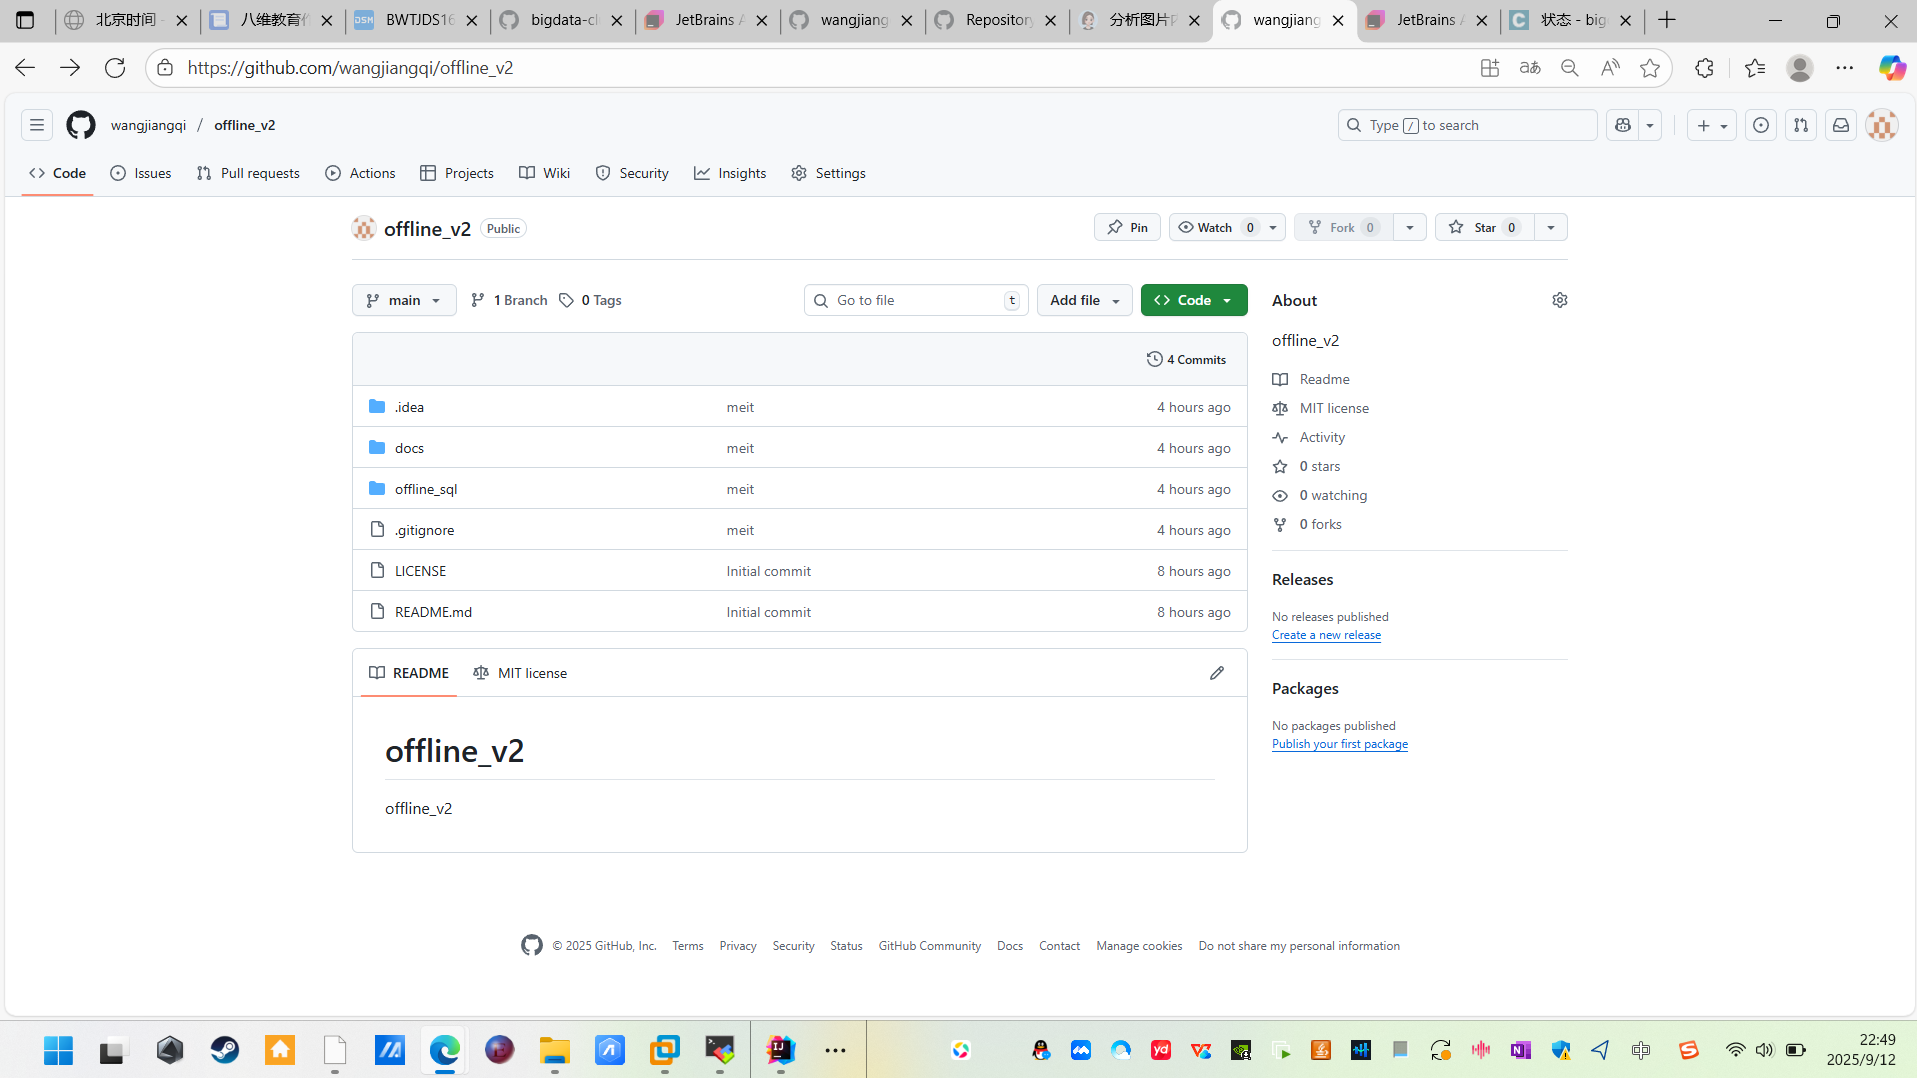 北京时间 -
八维教育作
BWTJDS16
bigdata-cl
JetBrains A
wangjiang
Repository
分析图片P
wangjiang
JetBrains A
状态 - big
https://github.com/wangjiangqi/offline_v2
wangjiangqi / offline_v2
Type / to search
Code
Issues
Pull requests
Actions
Projects
Wiki
Security
Insights
Settings
offline_v2 Public
Pin
Watch 0
Fork 0
Star 0
main
1 Branch
0 Tags
Go to file t
Add file
Code
4 Commits
.idea meit 4 hours ago
docs meit 4 hours ago
offline_sql meit 4 hours ago
.gitignore meit 4 hours ago
LICENSE Initial commit 8 hours ago
README.md Initial commit 8 hours ago
README
MIT license
offline_v2
offline_v2
About
offline_v2
Readme
MIT license
Activity
0 stars
0 watching
0 forks
Releases
No releases published
Create a new release
Packages
No packages published
Publish your first package
© 2025 GitHub, Inc. Terms Privacy Security Status GitHub Community Docs Contact Manage cookies Do not share my personal information
22:49
2025/9/12